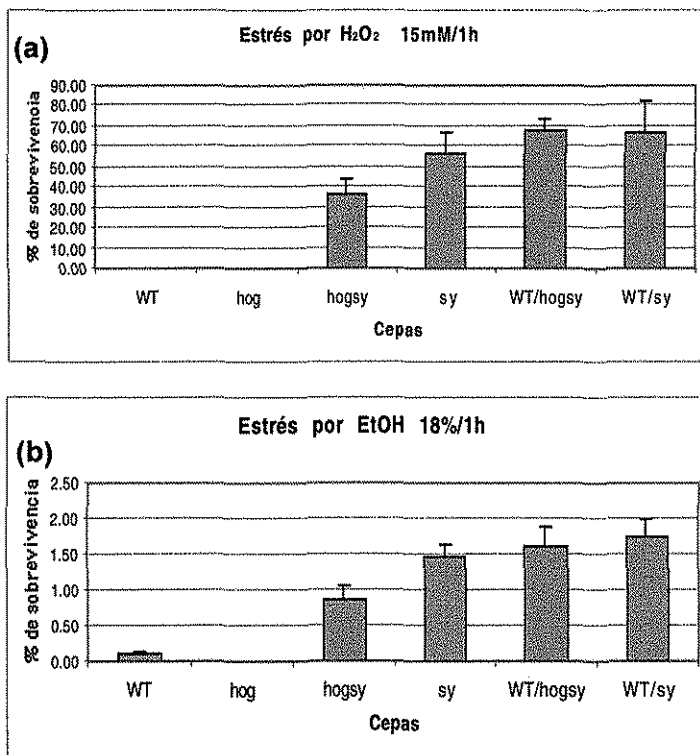 Estrés por H₂O₂ 15mM/1h
(a)
% de sobrevivencia
90.00
80.00
70.00
60.00
50.00
40.00
30.00
20.00
10.00
0.00
WT hog hogsy sy WT/hogsy WT/sy
Cepas
Estrés por EtOH 18%/1h
(b)
% de sobrevivencia
2.50
2.00
1.50
1.00
0.50
0.00
WT hog hogsy sy WT/hogsy WT/sy
Cepas